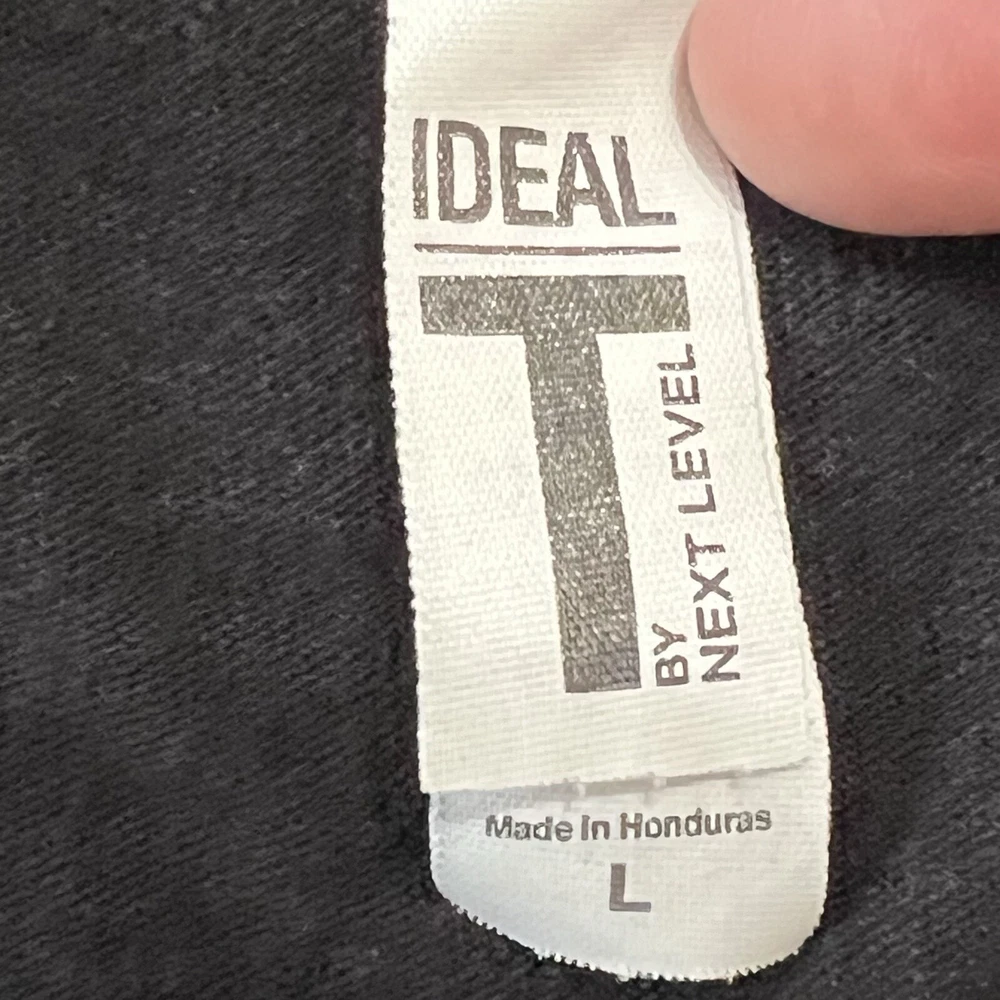 IDEAL
T
BY
NEXT LEVEL
Made in Honduras
L